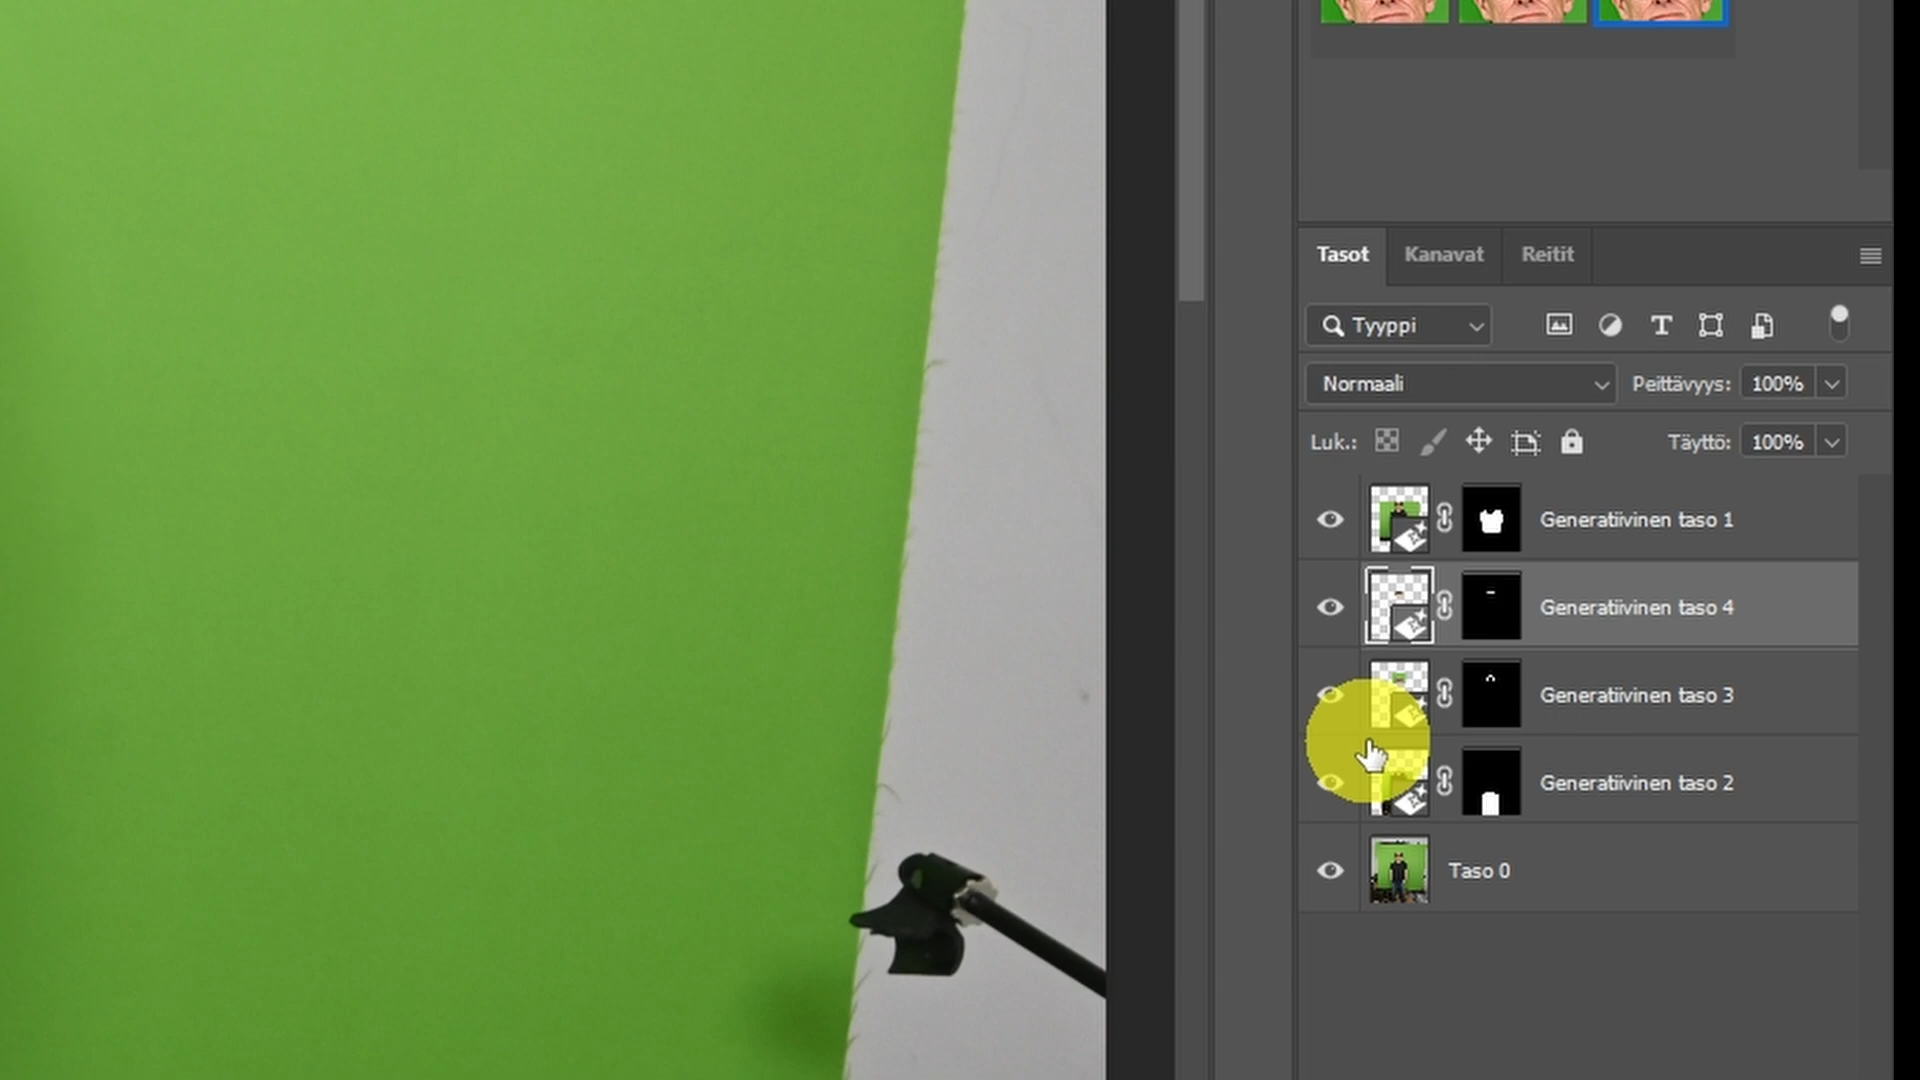 Tasot Kanavat Reitit
Tyyppi
Normaali Peittävyys: 100%
Luk.: Täyttö: 100%
Generatiivinen taso 1
Generatiivinen taso 4
Generatiivinen taso 3
Generatiivinen taso 2
Taso 0